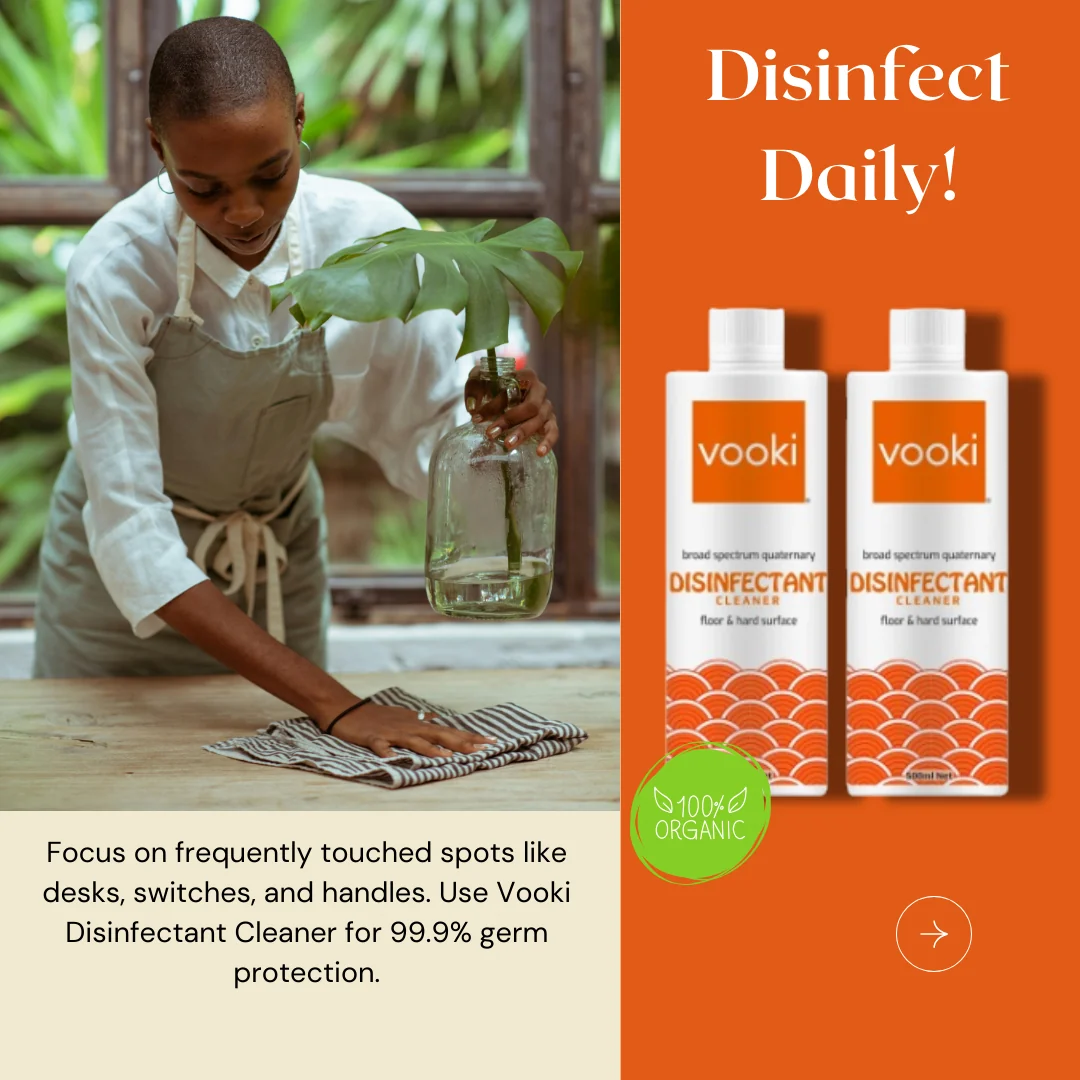 Disinfect
Daily!
vooki
broad spectrum quaternary
DISINFECTANT
CLEANER
floor & hard surface
vooki
broad spectrum quaternary
DISINFECTANT
CLEANER
floor & hard surface
500ml Net
100%
ORGANIC
Focus on frequently touched spots like
desks, switches, and handles. Use Vooki
Disinfectant Cleaner for 99.9% germ
protection.